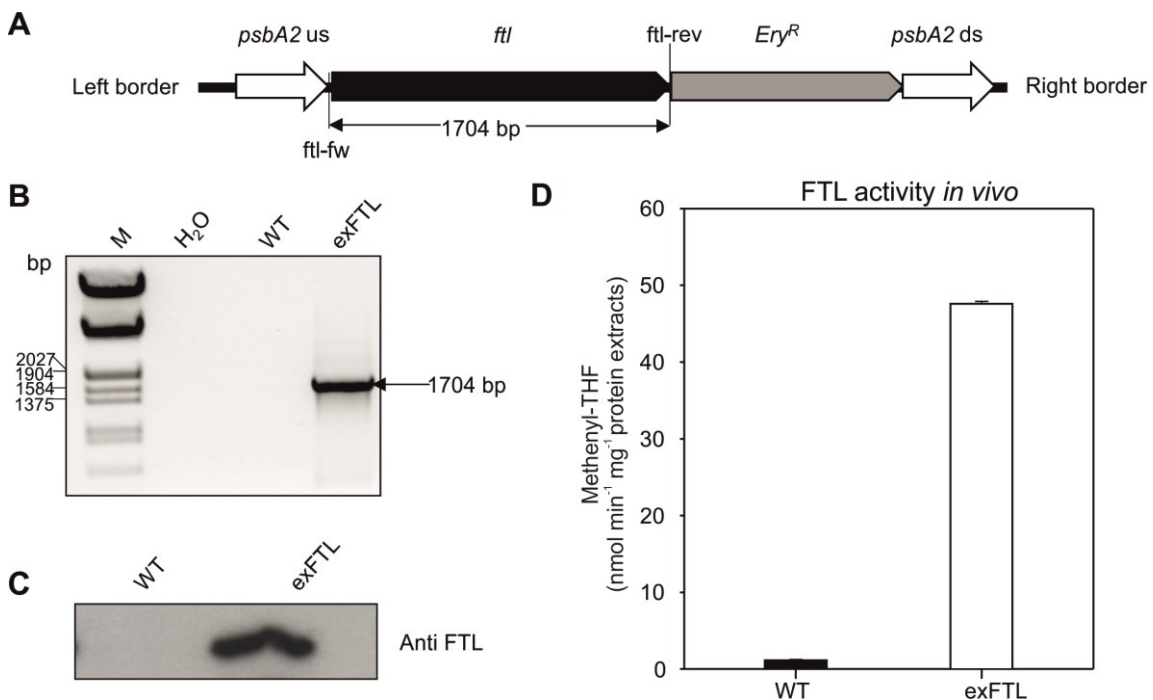 A
psbA2 us
ftl
ftl-rev
Eryᴿ
psbA2 ds
Left border
Right border
1704 bp
ftl-fw
B
M
H₂O
WT
exFTL
bp
2027
1904
1584
1375
1704 bp
C
WT
exFTL
Anti FTL
D
FTL activity in vivo
Methenyl-THF
(nmol min⁻¹ mg⁻¹ protein extracts)
60
50
40
30
20
10
0
WT
exFTL